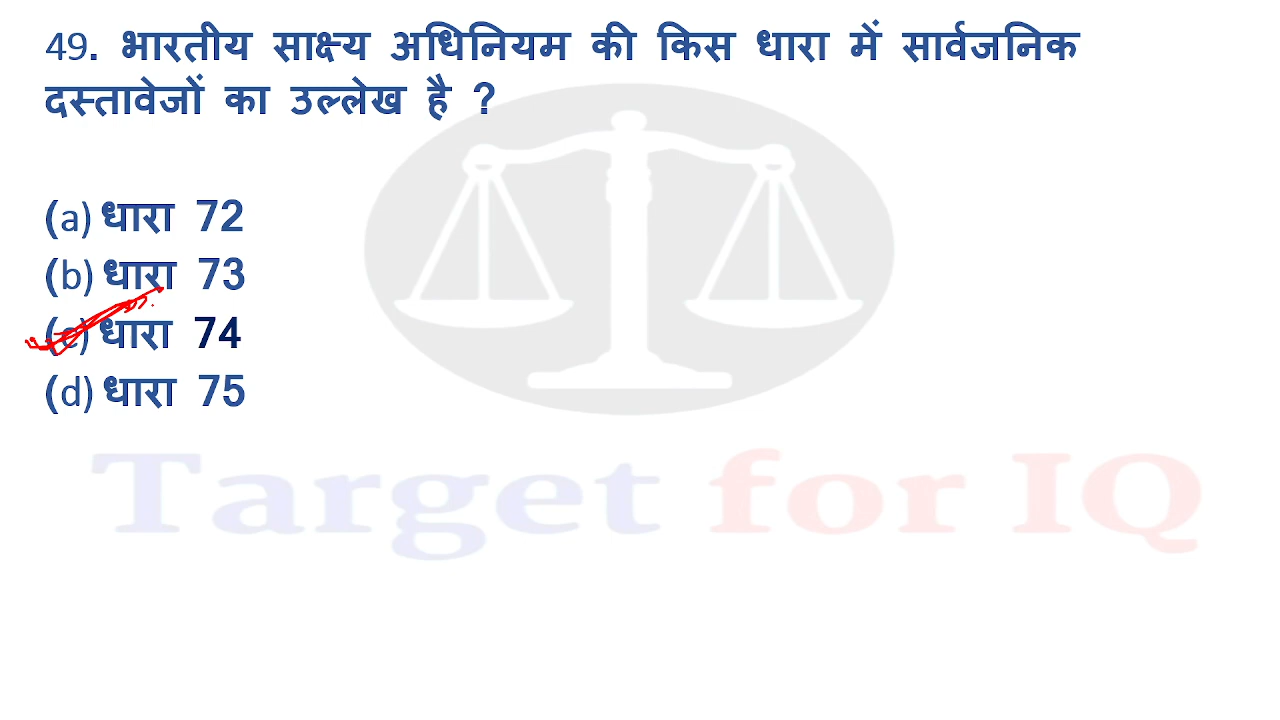 49. भारतीय साक्ष्य अधिनियम की किस धारा में सार्वजनिक
दस्तावेजों का उल्लेख है ?
(a) धारा 72
(b) धारा 73
(c) धारा 74
(d) धारा 75
Target for IQ